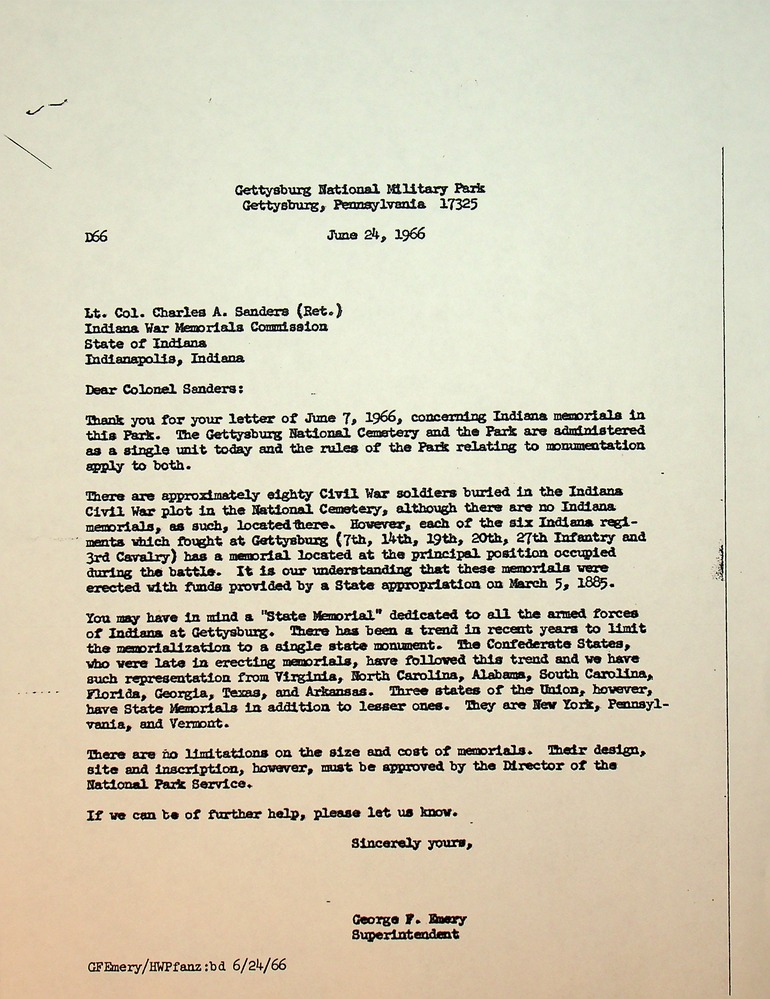 Gettysburg National Military Park
Gettysburg, Pennsylvania 17325
D66
June 24, 1966
Lt. Col. Charles A. Sanders (Ret.)
Indiana War Memorials Commission
State of Indiana
Indianapolis, Indiana
Dear Colonel Sanders:
Thank you for your letter of June 7, 1966, concerning Indiana memorials in
this Park. The Gettysburg National Cemetery and the Park are administered
as a single unit today and the rules of the Park relating to monumentation
apply to both.
There are approximately eighty Civil War soldiers buried in the Indiana
Civil War plot in the National Cemetery, although there are no Indiana
memorials, as such, located there. However, each of the six Indiana regi-
ments which fought at Gettysburg (7th, 14th, 19th, 20th, 27th Infantry and
3rd Cavalry) has a memorial located at the principal position occupied
during the battle. It is our understanding that these memorials were
erected with funds provided by a State appropriation on March 5, 1885.
You may have in mind a "State Memorial" dedicated to all the armed forces
of Indiana at Gettysburg. There has been a trend in recent years to limit
the memorialization to a single state monument. The Confederate States,
who were late in erecting memorials, have followed this trend and we have
such representation from Virginia, North Carolina, Alabama, South Carolina,
Florida, Georgia, Texas, and Arkansas. Three states of the Union, however,
have State Memorials in addition to lesser ones. They are New York, Pennsyl-
vania, and Vermont.
There are no limitations on the size and cost of memorials. Their design,
site and inscription, however, must be approved by the Director of the
National Park Service.
If we can be of further help, please let us know.
Sincerely yours,
George F. Emery
Superintendent
GFEmery/HWPfanz:bd 6/24/66